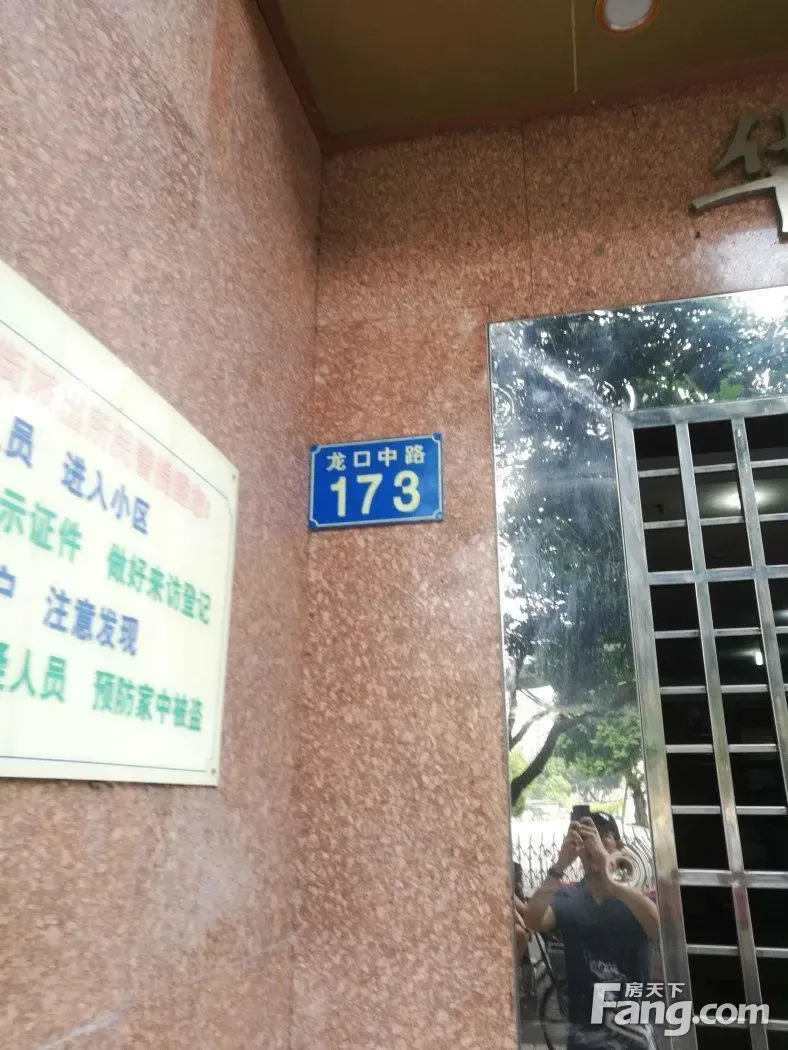 龙口中路
173
员 进入小区
示证件 做好来访登记
户 注意发现
人员 预防家中被盗
华
房天下
Fang.com